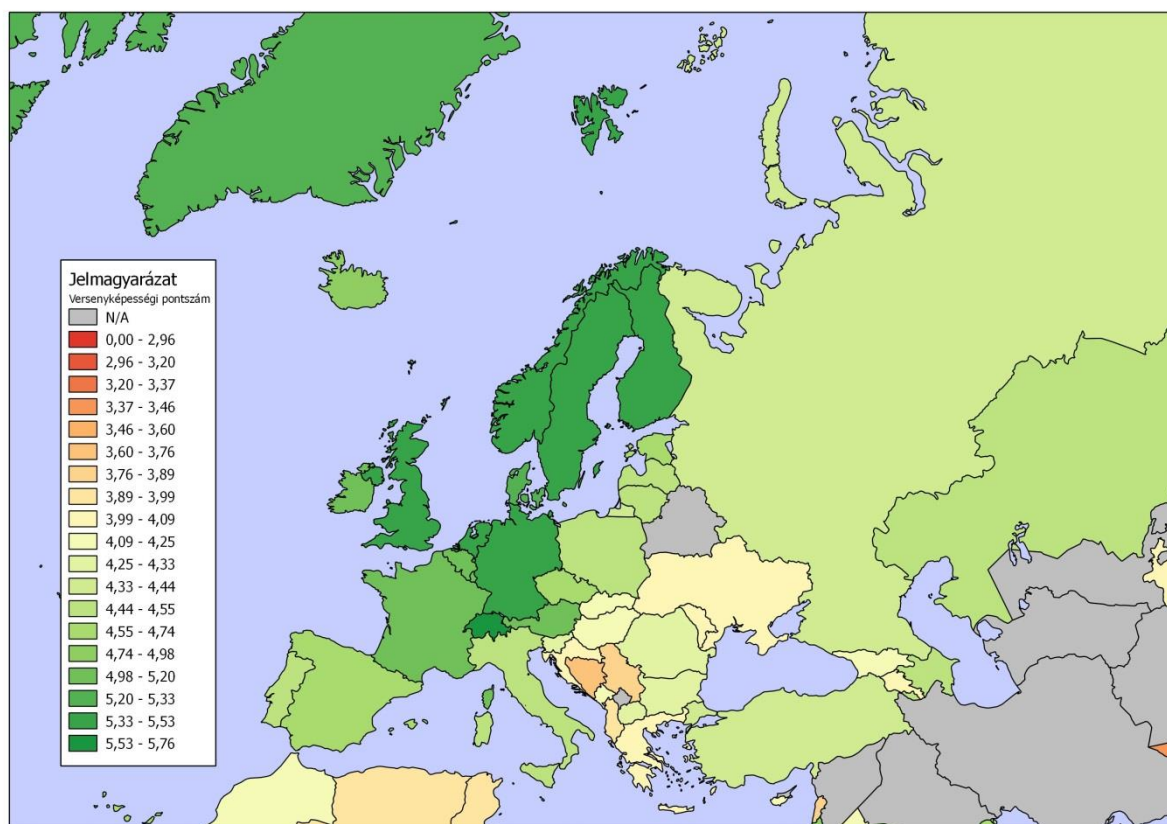 Jelmagyarázat
Versenyképességi pontszám
N/A
0,00 - 2,96
2,96 - 3,20
3,20 - 3,37
3,37 - 3,46
3,46 - 3,60
3,60 - 3,76
3,76 - 3,89
3,89 - 3,99
3,99 - 4,09
4,09 - 4,25
4,25 - 4,33
4,33 - 4,44
4,44 - 4,55
4,55 - 4,74
4,74 - 4,98
4,98 - 5,20
5,20 - 5,33
5,33 - 5,53
5,53 - 5,76